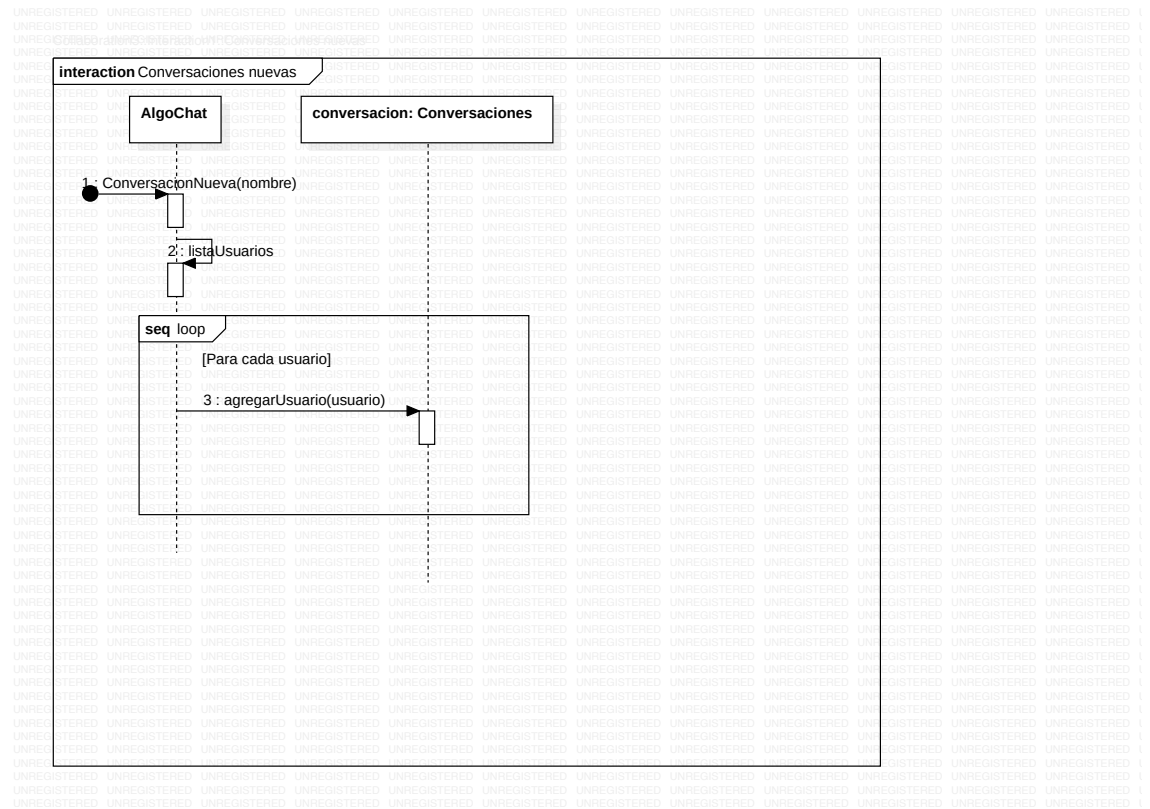 interaction Conversaciones nuevas
AlgoChat
conversacion: Conversaciones
1 : ConversacionNueva(nombre)
2 : listaUsuarios
seq loop
[Para cada usuario]
3 : agregarUsuario(usuario)
UNREGISTERED